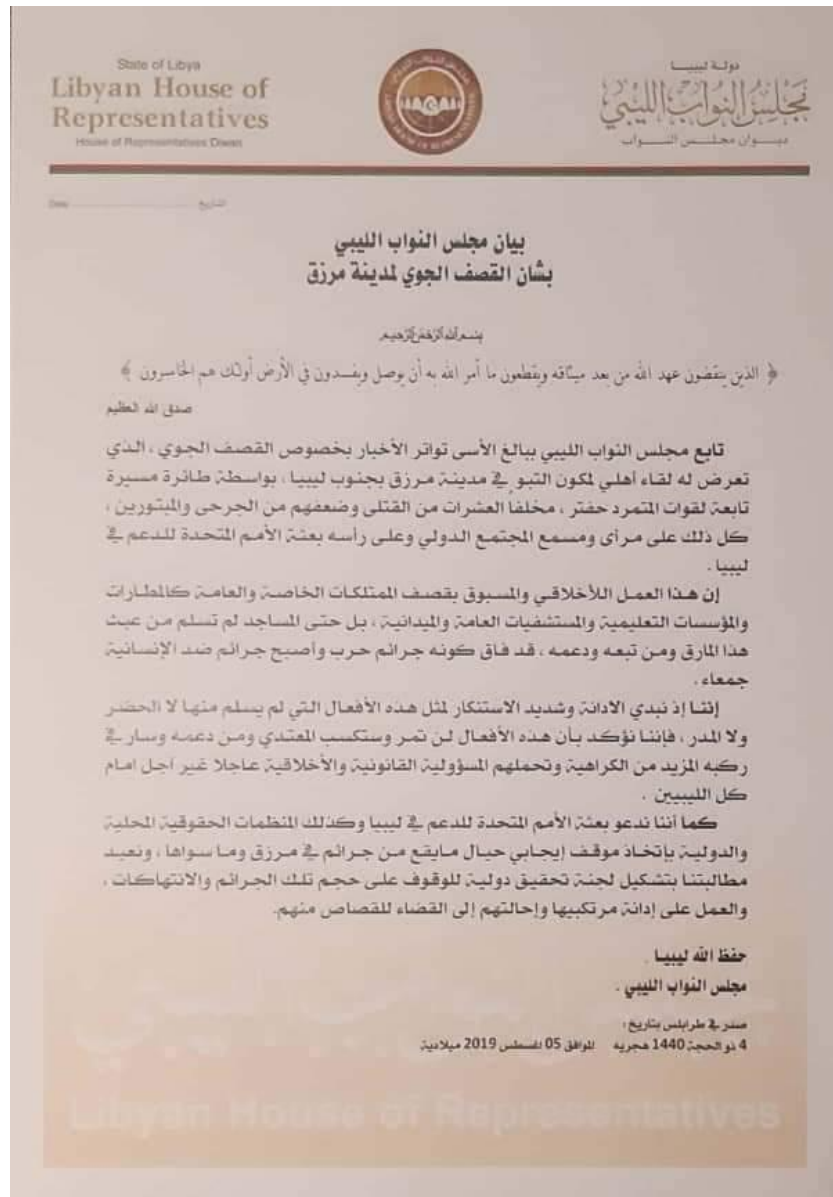 State of Libya
Libyan House of
Representatives
House of Representatives Diwan
دولة ليبيا
مجلس النواب الليبي
ديوان مجلس النواب
Date
التاريخ
بيان مجلس النواب الليبي
بشأن القصف الجوي لمدينة مرزق
بسم الله الرحمن الرحيم
﴿ الذين ينقضون عهد الله من بعد ميثاقه ويقطعون ما أمر الله به أن يوصل ويفسدون في الأرض أولئك هم الخاسرون ﴾
صدق الله العظيم
تابع مجلس النواب الليبي ببالغ الأسى تواتر الأخبار بخصوص القصف الجوي ، الذي
تعرض له لقاء أهلي لمكون التبو في مدينة مرزق بجنوب ليبيا ، بواسطة طائرة مسيرة
تابعة لقوات المتمرد حفتر ، مخلفا العشرات من القتلى وضعفهم من الجرحى والمبتورين ،
كل ذلك على مرأى ومسمع المجتمع الدولي وعلى رأسه بعثة الأمم المتحدة للدعم في
ليبيا .
إن هذا العمل اللأخلاقي والمسبوق بقصف الممتلكات الخاصة والعامة كالمطارات
والمؤسسات التعليمية والمستشفيات العامة والميدانية ، بل حتى المساجد لم تسلم من عبث
هذا المارق ومن تبعه ودعمه ، قد فاق كونه جرائم حرب وأصبح جرائم ضد الإنسانية
جمعاء .
إننا إذ نبدي الادانة وشديد الاستنكار لمثل هذه الأفعال التي لم يسلم منها لا الحضر
ولا المدر ، فإننا نؤكد بأن هذه الأفعال لن تمر وستكسب المعتدي ومن دعمه وسار في
ركبه المزيد من الكراهية وتحملهم المسؤولية القانونية والأخلاقية عاجلا غير اجل امام
كل الليبيين .
كما أننا ندعو بعثة الأمم المتحدة للدعم في ليبيا وكذلك المنظمات الحقوقية المحلية
والدولية بإتخاذ موقف إيجابي حيال مايقع من جرائم في مرزق وما سواها ، ونعيد
مطالبتنا بتشكيل لجنة تحقيق دولية للوقوف على حجم تلك الجرائم والانتهاكات ،
والعمل على إدانة مرتكبيها وإحالتهم إلى القضاء للقصاص منهم.
حفظ الله ليبيا .
مجلس النواب الليبي .
صدر في طرابلس بتاريخ :
4 ذو الحجة 1440 هجريه الموافق 05 اغسطس 2019 ميلادية
Libyan House of Representatives